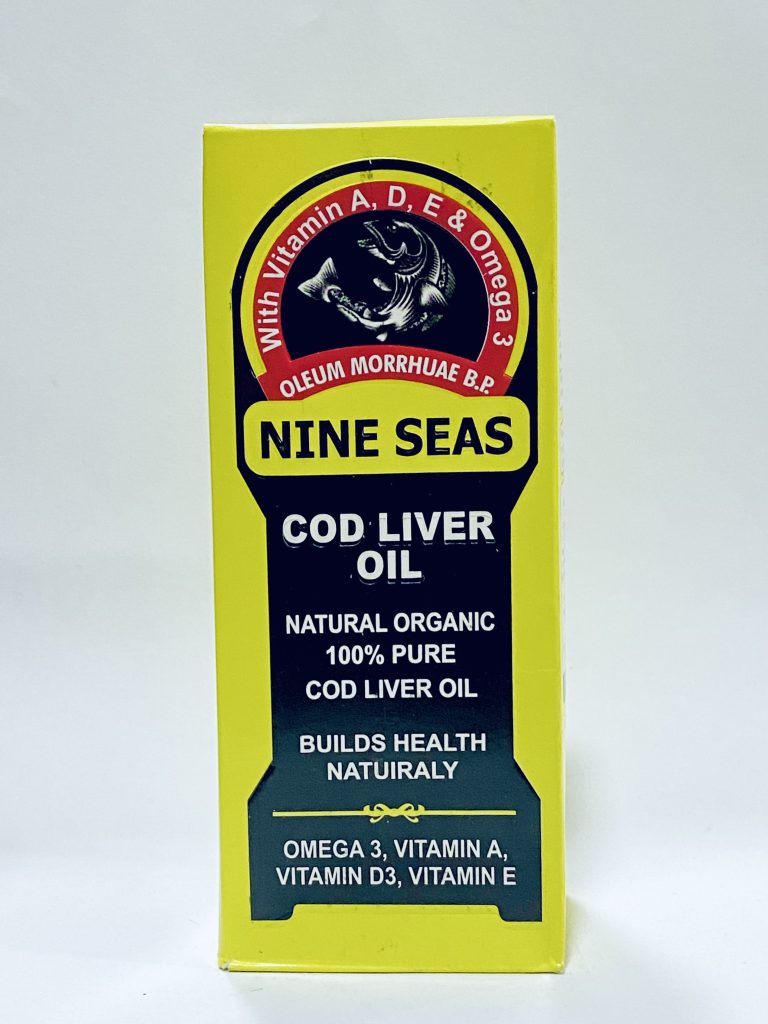 With Vitamin A, D, E & Omega 3
OLEUM MORRHUAE B.P.
NINE SEAS
COD LIVER
OIL
NATURAL ORGANIC
100% PURE
COD LIVER OIL
BUILDS HEALTH
NATUIRALY
OMEGA 3, VITAMIN A,
VITAMIN D3, VITAMIN E